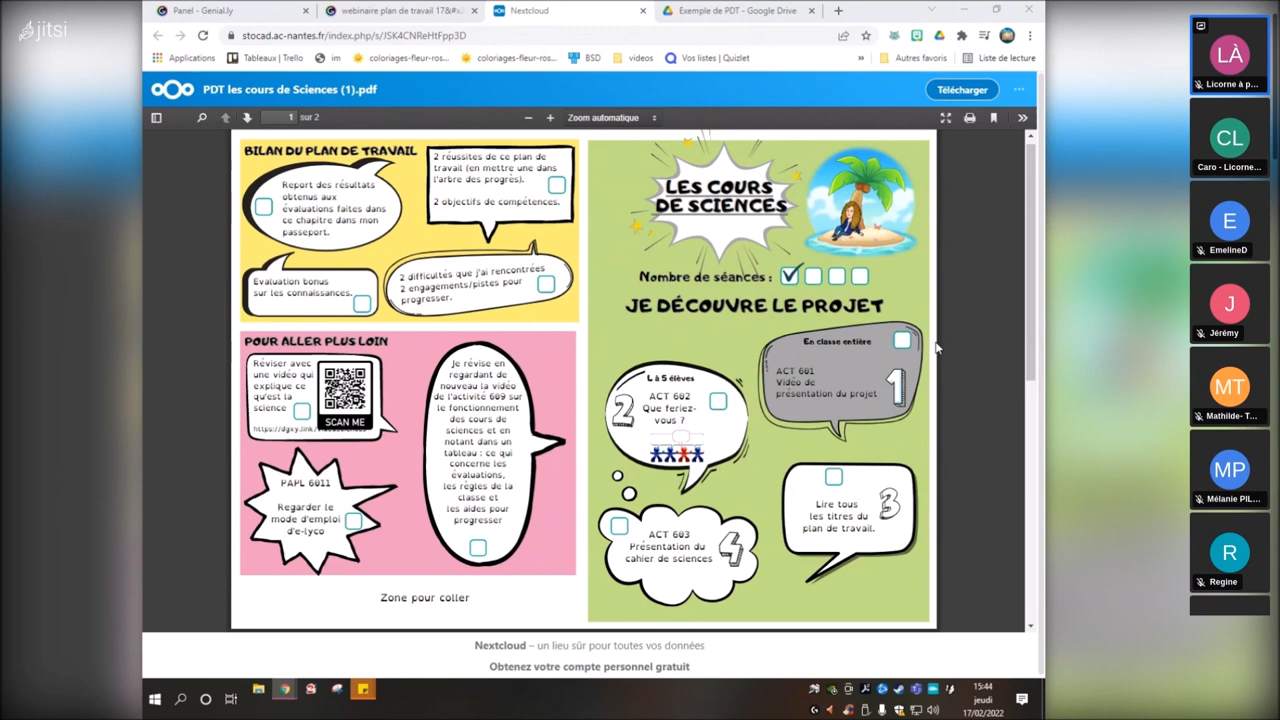 jitsi
Panel - Genial.ly
webinaire plan de travail 17&#x
Nextcloud
Exemple de PDT - Google Drive
stocad.ac-nantes.fr/index.php/s/JSK4CNReHtFpp3D
Applications
Tableaux | Trello
im
coloriages-fleur-ros...
coloriages-fleur-ros...
BSD
videos
Vos listes | Quizlet
»
Autres favoris
Liste de lecture
PDT les cours de Sciences (1).pdf
Télécharger
1 sur 2
Zoom automatique
BILAN DU PLAN DE TRAVAIL
Report des résultats
obtenus aux
évaluations faites dans
ce chapitre dans mon
passeport.
2 réussites de ce plan de
travail (en mettre une dans
l'arbre des progrès).
2 objectifs de compétences.
Evaluation bonus
sur les connaissances.
2 difficultés que j'ai rencontrées
2 engagements/pistes pour
progresser.
POUR ALLER PLUS LOIN
Réviser avec
une vidéo qui
explique ce
qu'est la
science
SCAN ME
Je révise en
regardant de
nouveau la vidéo
de l'activité 609 sur
le fonctionnement
des cours de
sciences et en
notant dans un
tableau : ce qui
concerne les
évaluations,
les règles de la
classe et
les aides pour
progresser
PAPL 6011
Regarder le
mode d'emploi
d'e-lyco
Zone pour coller
LES COURS
DE SCIENCES
Nombre de séances :
JE DÉCOUVRE LE PROJET
En classe entière
ACT 601
Vidéo de
présentation du projet
1
4 à 5 élèves
ACT 602
Que feriez-
vous ?
2
Lire tous
les titres du
plan de travail.
3
ACT 603
Présentation du
cahier de sciences
4
Nextcloud – un lieu sûr pour toutes vos données
Obtenez votre compte personnel gratuit
15:44
jeudi
17/02/2022
LÀ
Licorne à p...
CL
Caro - Licorne...
E
EmelineD
J
Jérémy
MT
Mathilde- T...
MP
Mélanie PIL...
R
Regine